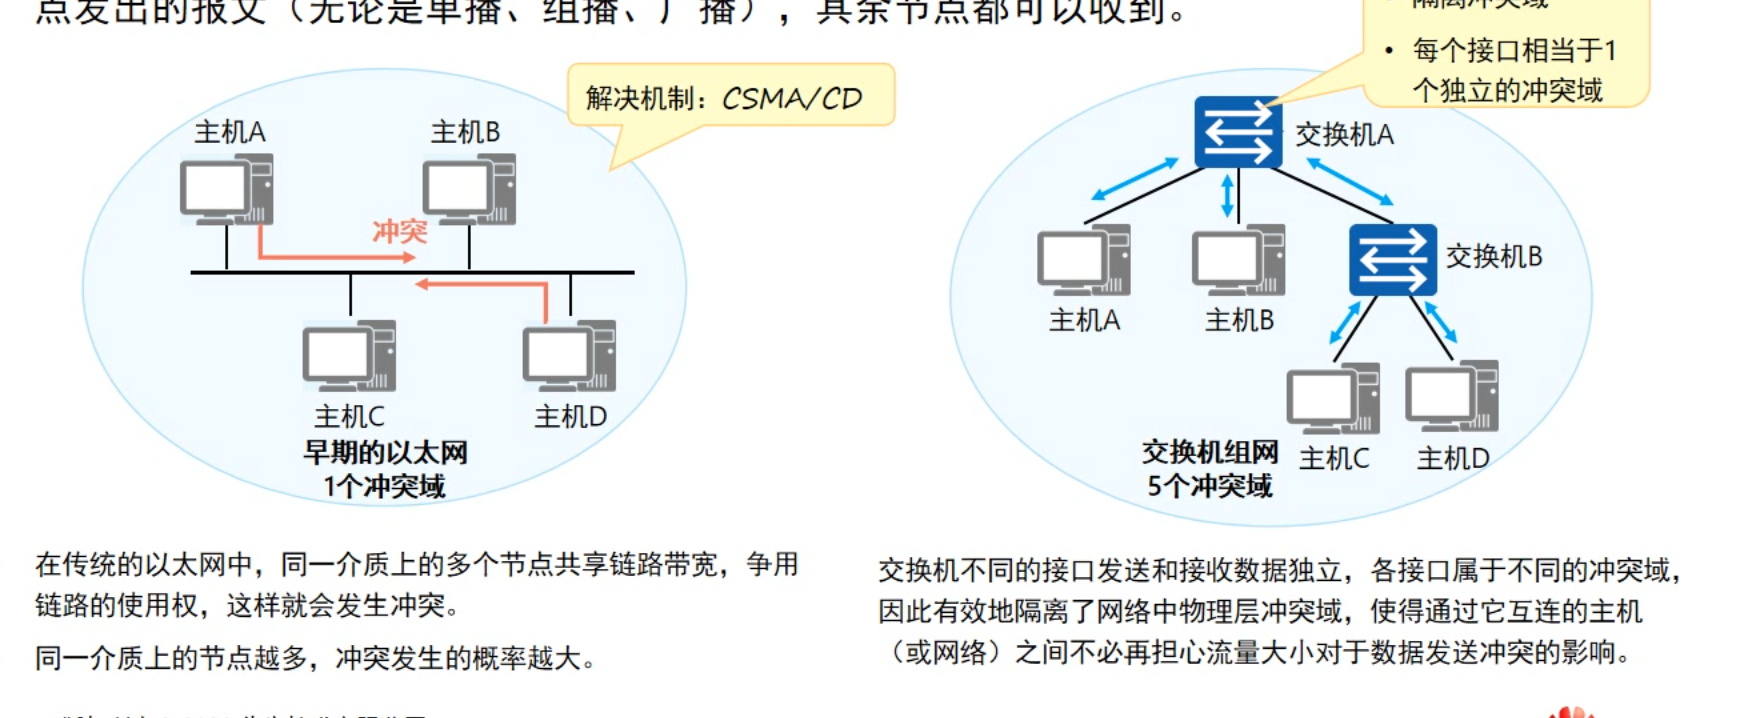 点发出的报文（无论是单播、组播、广播），其余节点都可以收到。
• 隔离冲突域
• 每个接口相当于1
个独立的冲突域
解决机制：CSMA/CD
主机A
主机B
冲突
主机C
主机D
早期的以太网
1个冲突域
交换机A
交换机B
主机A
主机B
主机C
主机D
交换机组网
5个冲突域
在传统的以太网中，同一介质上的多个节点共享链路带宽，争用
链路的使用权，这样就会发生冲突。
同一介质上的节点越多，冲突发生的概率越大。
交换机不同的接口发送和接收数据独立，各接口属于不同的冲突域，
因此有效地隔离了网络中物理层冲突域，使得通过它互连的主机
（或网络）之间不必再担心流量大小对于数据发送冲突的影响。